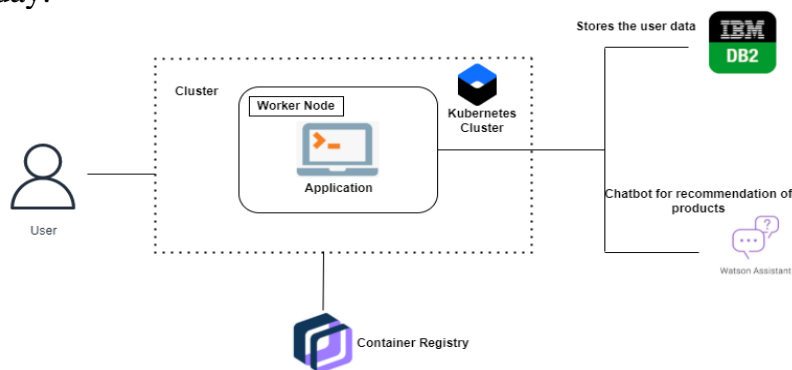 day.
Stores the user data
IBM
DB2
Cluster
Worker Node
Kubernetes
Cluster
Application
User
Chatbot for recommendation of
products
?
Watson Assistant
Container Registry